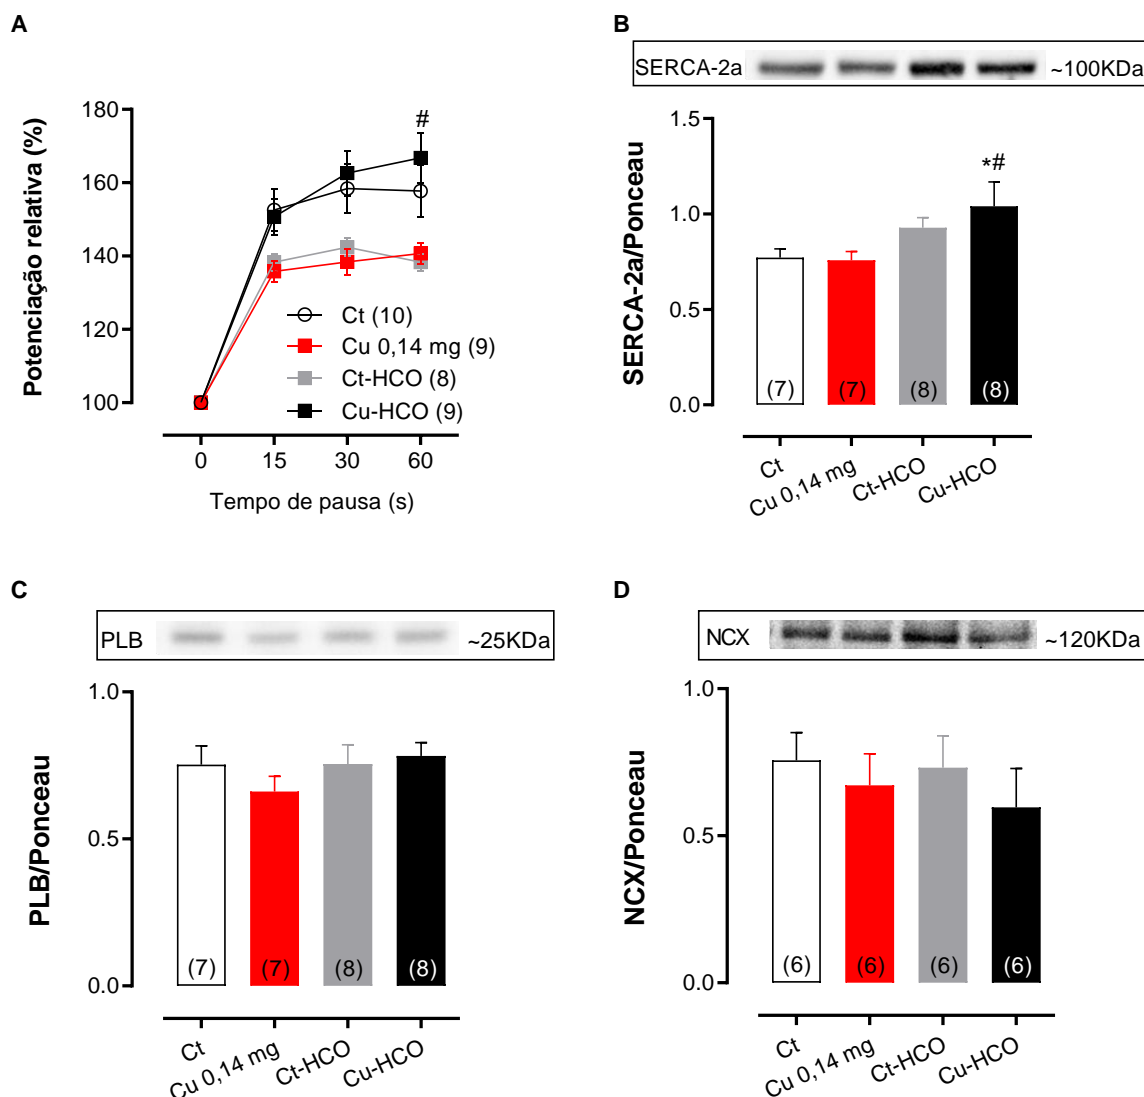 A
Potenciação relativa (%)
180
160
140
120
100
0 15 30 60
Tempo de pausa (s)
#
Ct (10)
Cu 0,14 mg (9)
Ct-HCO (8)
Cu-HCO (9)
B
SERCA-2a ~100KDa
SERCA-2a/Ponceau
1.5
1.0
0.5
0.0
*#
(7) (7) (8) (8)
Ct Cu 0,14 mg Ct-HCO Cu-HCO
C
PLB ~25KDa
PLB/Ponceau
1.0
0.5
0.0
(7) (7) (8) (8)
Ct Cu 0,14 mg Ct-HCO Cu-HCO
D
NCX ~120KDa
NCX/Ponceau
1.0
0.5
0.0
(6) (6) (6) (6)
Ct Cu 0,14 mg Ct-HCO Cu-HCO